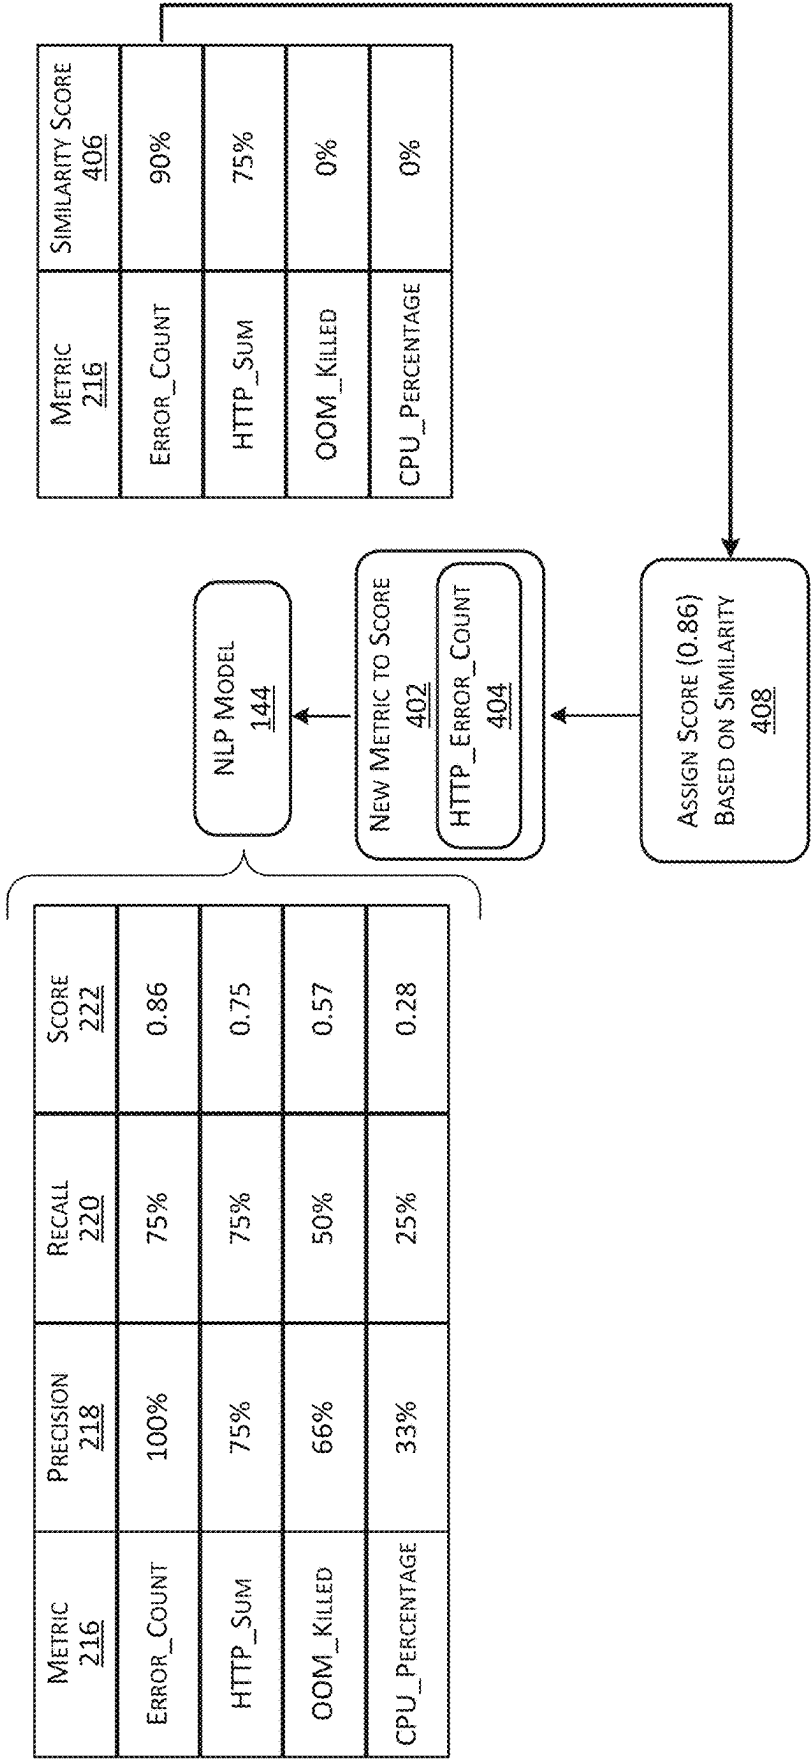 METRIC
216
PRECISION
218
RECALL
220
SCORE
222
ERROR_COUNT
100%
75%
0.86
HTTP_SUM
75%
75%
0.75
OOM_KILLED
66%
50%
0.57
CPU_PERCENTAGE
33%
25%
0.28
NLP MODEL
144
NEW METRIC TO SCORE
402
HTTP_ERROR_COUNT
404
ASSIGN SCORE (0.86)
BASED ON SIMILARITY
408
METRIC
216
SIMILARITY SCORE
406
ERROR_COUNT
90%
HTTP_SUM
75%
OOM_KILLED
0%
CPU_PERCENTAGE
0%